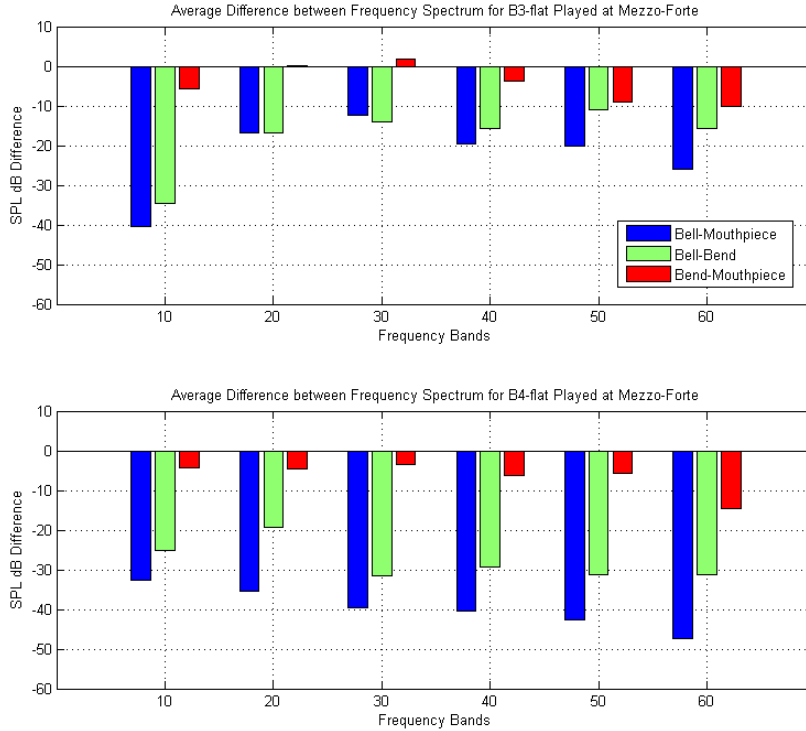 Average Difference between Frequency Spectrum for B3-flat Played at Mezzo-Forte
10
0
-10
-20
-30
-40
-50
-60
SPL dB Difference
Bell-Mouthpiece
Bell-Bend
Bend-Mouthpiece
10 20 30 40 50 60
Frequency Bands
Average Difference between Frequency Spectrum for B4-flat Played at Mezzo-Forte
10
0
-10
-20
-30
-40
-50
-60
SPL dB Difference
10 20 30 40 50 60
Frequency Bands